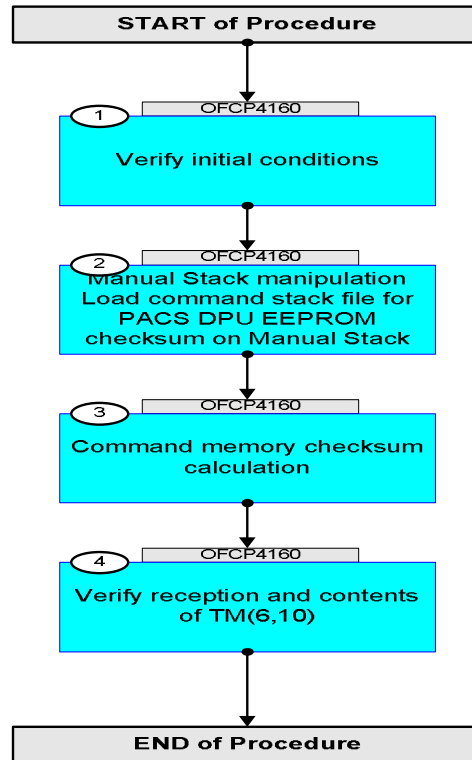 START of Procedure
OFCP4160
1
Verify initial conditions
OFCP4160
2
Manual Stack manipulation
Load command stack file for
PACS DPU EEPROM
checksum on Manual Stack
OFCP4160
3
Command memory checksum
calculation
OFCP4160
4
Verify reception and contents
of TM(6,10)
END of Procedure